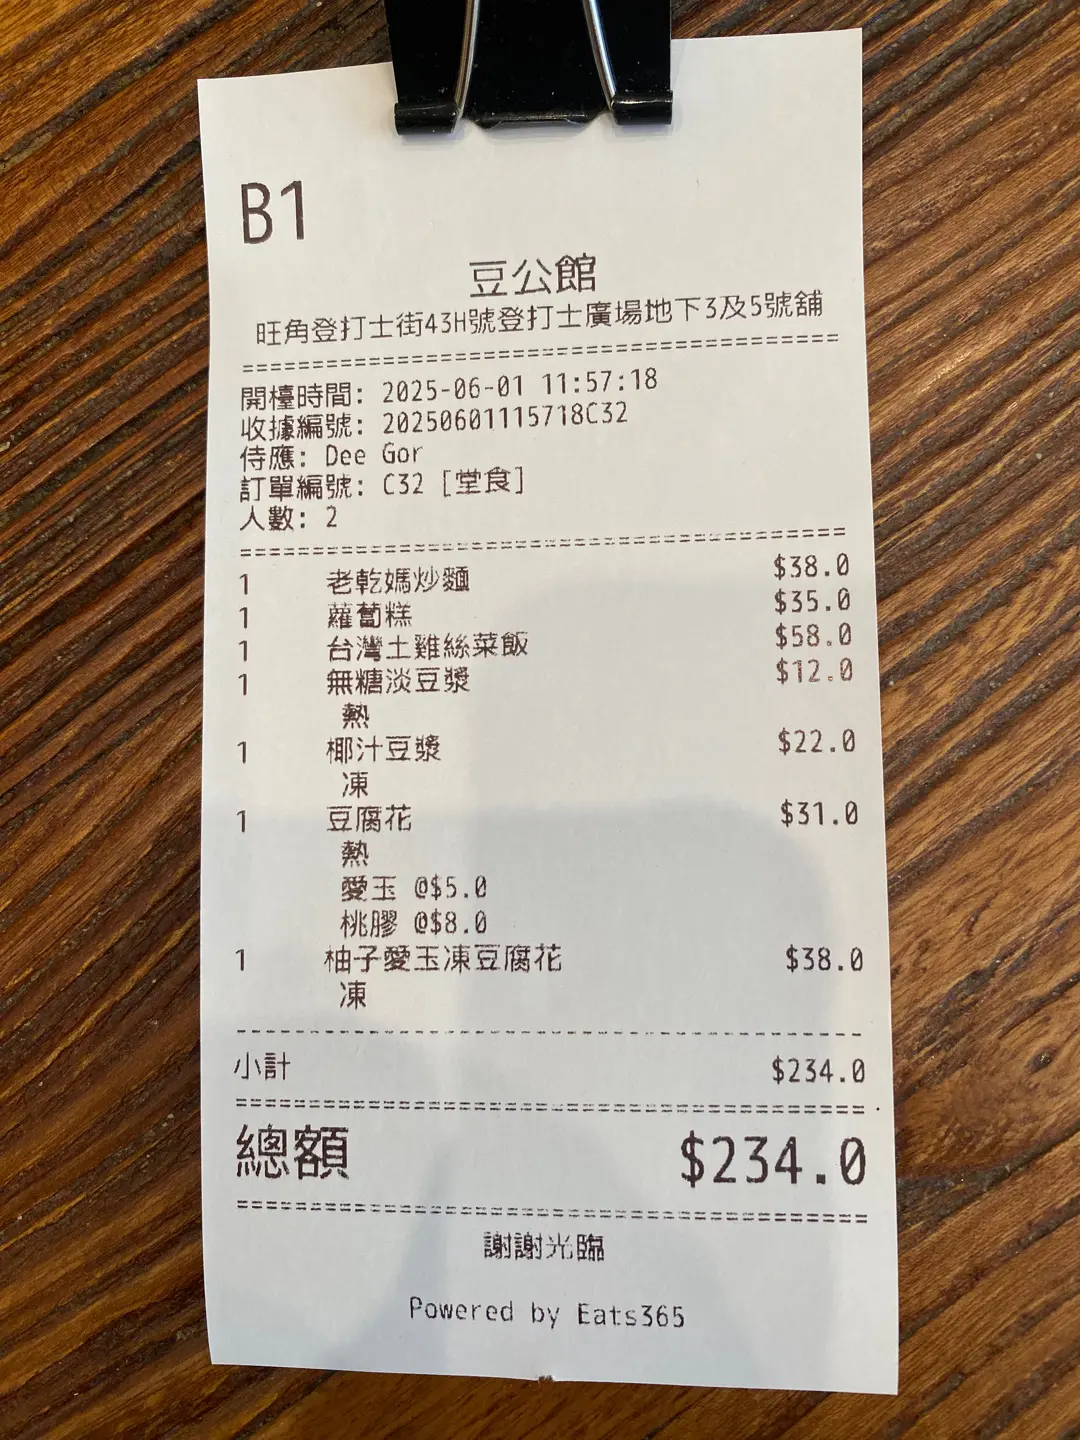 B1
豆公館
旺角登打士街43H號登打士廣場地下3及5號舖
========================================
開檯時間: 2025-06-01 11:57:18
收據編號: 20250601115718C32
侍應: Dee Gor
訂單編號: C32 [堂食]
人數: 2
========================================
1 老乾媽炒麵 $38.0
1 蘿蔔糕 $35.0
1 台灣土雞絲菜飯 $58.0
1 無糖淡豆漿 $12.0
熱
1 椰汁豆漿 $22.0
凍
1 豆腐花 $31.0
熱
愛玉 @$5.0
桃膠 @$8.0
1 柚子愛玉凍豆腐花 $38.0
凍
----------------------------------------
小計 $234.0
========================================
總額 $234.0
========================================
謝謝光臨
Powered by Eats365